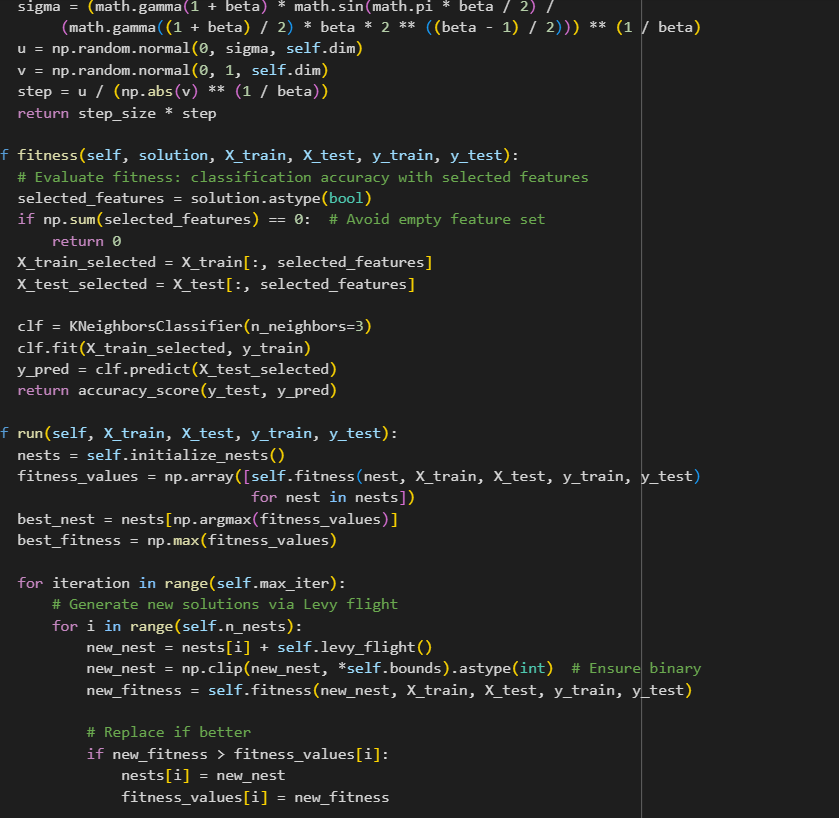 sigma = (math.gamma(1 + beta) * math.sin(math.pi * beta / 2) /
(math.gamma((1 + beta) / 2) * beta * 2 ** ((beta - 1) / 2))) ** (1 / beta)
u = np.random.normal(0, sigma, self.dim)
v = np.random.normal(0, 1, self.dim)
step = u / (np.abs(v) ** (1 / beta))
return step_size * step
f fitness(self, solution, X_train, X_test, y_train, y_test):
# Evaluate fitness: classification accuracy with selected features
selected_features = solution.astype(bool)
if np.sum(selected_features) == 0:  # Avoid empty feature set
return 0
X_train_selected = X_train[:, selected_features]
X_test_selected = X_test[:, selected_features]
clf = KNeighborsClassifier(n_neighbors=3)
clf.fit(X_train_selected, y_train)
y_pred = clf.predict(X_test_selected)
return accuracy_score(y_test, y_pred)
f run(self, X_train, X_test, y_train, y_test):
nests = self.initialize_nests()
fitness_values = np.array([self.fitness(nest, X_train, X_test, y_train, y_test)
for nest in nests])
best_nest = nests[np.argmax(fitness_values)]
best_fitness = np.max(fitness_values)
for iteration in range(self.max_iter):
# Generate new solutions via Levy flight
for i in range(self.n_nests):
new_nest = nests[i] + self.levy_flight()
new_nest = np.clip(new_nest, *self.bounds).astype(int)  # Ensure binary
new_fitness = self.fitness(new_nest, X_train, X_test, y_train, y_test)
# Replace if better
if new_fitness > fitness_values[i]:
nests[i] = new_nest
fitness_values[i] = new_fitness